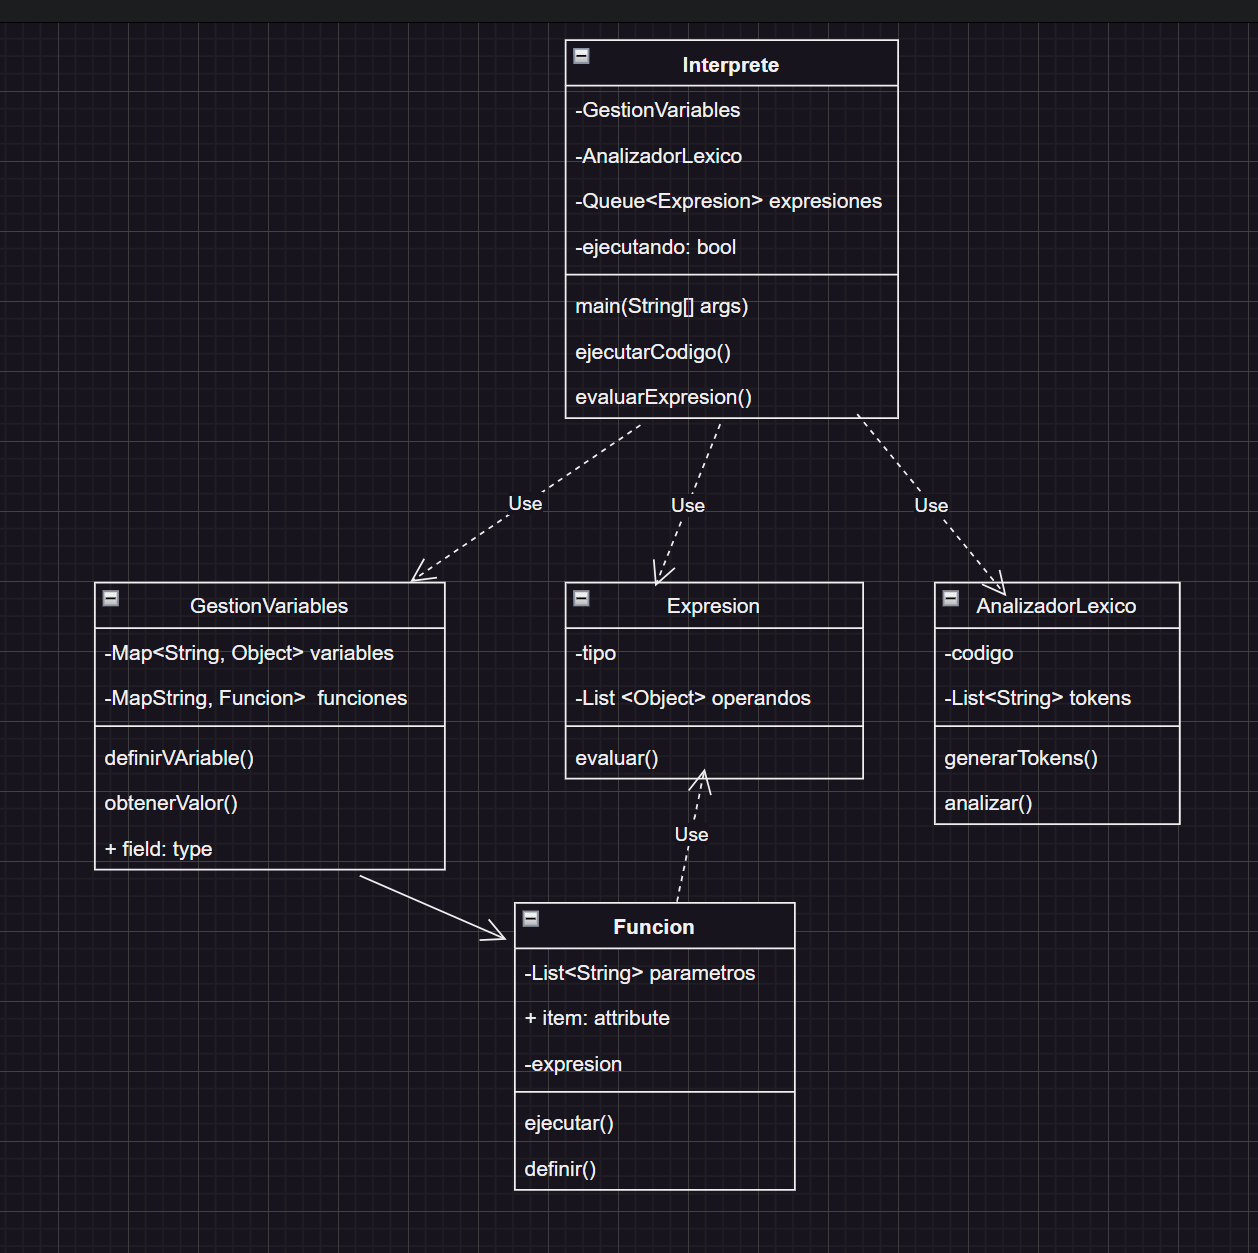 Interprete
-GestionVariables
-AnalizadorLexico
-Queue<Expresion> expresiones
-ejecutando: bool
main(String[] args)
ejecutarCodigo()
evaluarExpresion()
Use
Use
Use
GestionVariables
-Map<String, Object> variables
-MapString, Funcion>  funciones
definirVAriable()
obtenerValor()
+ field: type
Expresion
-tipo
-List <Object> operandos
evaluar()
AnalizadorLexico
-codigo
-List<String> tokens
generarTokens()
analizar()
Use
Funcion
-List<String> parametros
+ item: attribute
-expresion
ejecutar()
definir()